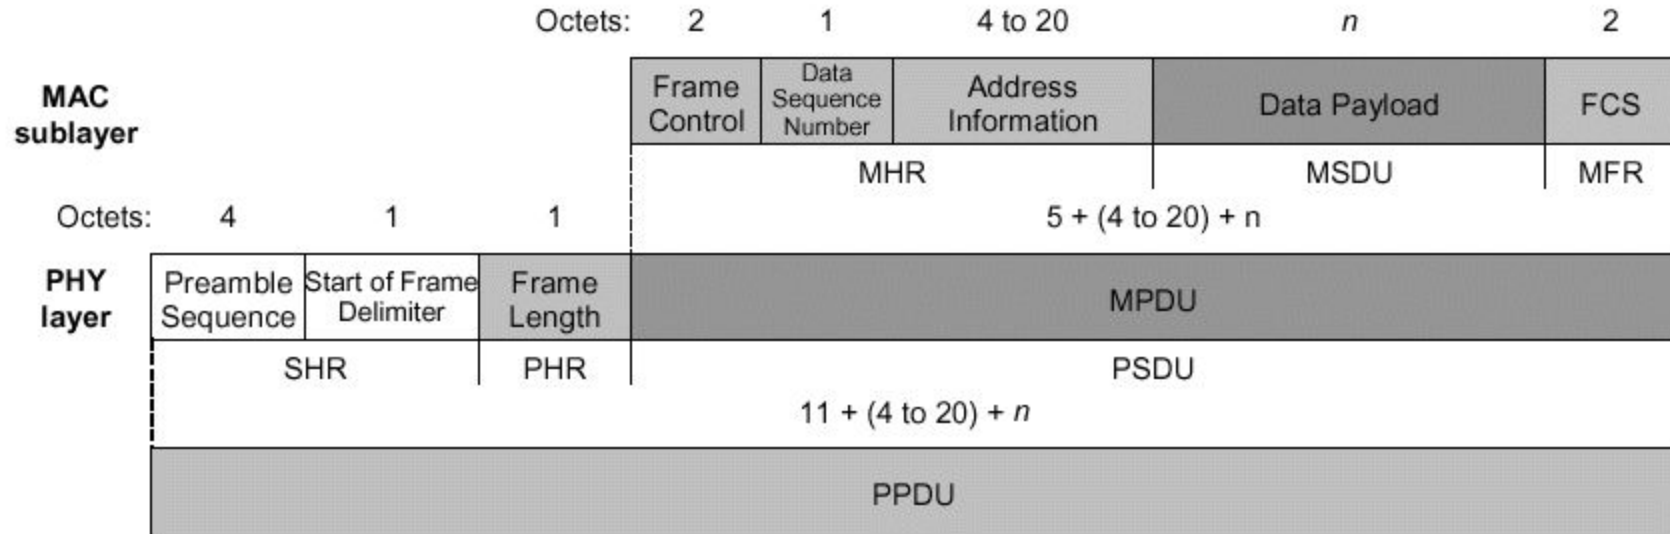 Octets: 2 1 4 to 20 n 2
MAC
sublayer
Frame
Control
Data
Sequence
Number
Address
Information
Data Payload
FCS
MHR MSDU MFR
Octets: 4 1 1 5 + (4 to 20) + n
PHY
layer
Preamble
Sequence
Start of Frame
Delimiter
Frame
Length
MPDU
SHR PHR PSDU
11 + (4 to 20) + n
PPDU